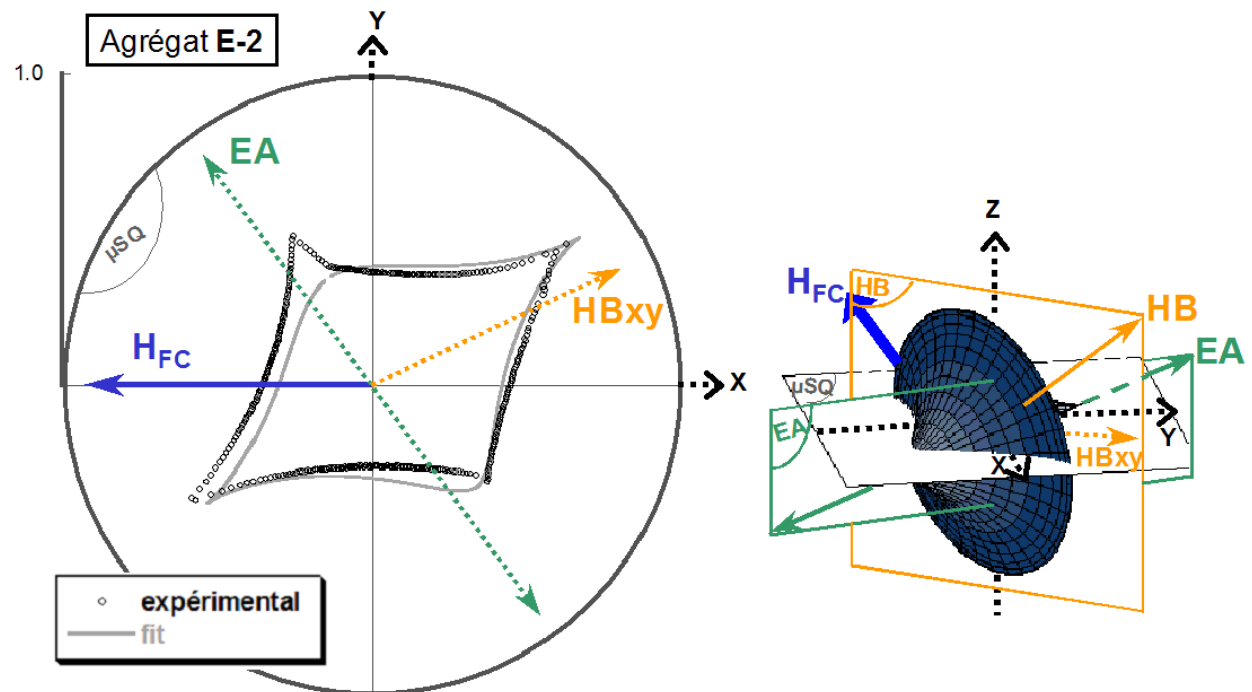 Agrégat E-2
Y
1.0
EA
µSQ
HFC
HBxy
X
expérimental
fit
Z
HFC
HB
HB
EA
µSQ
EA
Y
X
HBxy